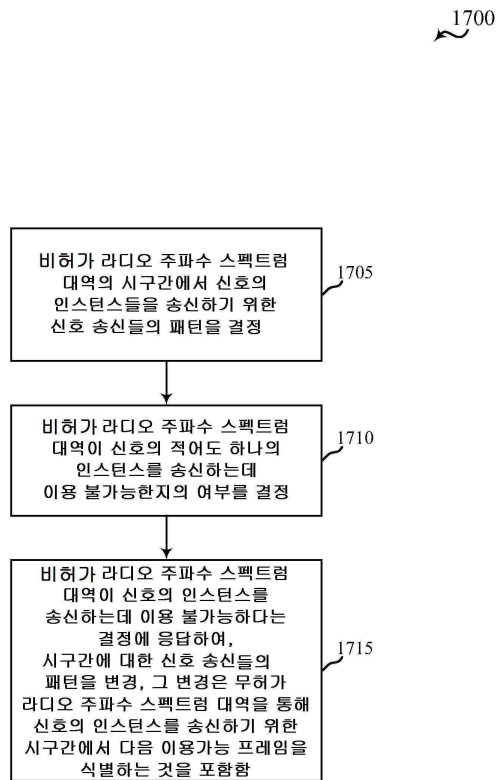 1700
비허가 라디오 주파수 스펙트럼
대역의 시구간에서 신호의
인스턴스들을 송신하기 위한
신호 송신들의 패턴을 결정
1705
비허가 라디오 주파수 스펙트럼
대역이 신호의 적어도 하나의
인스턴스를 송신하는데
이용 불가능한지의 여부를 결정
1710
비허가 라디오 주파수 스펙트럼
대역이 신호의 인스턴스를
송신하는데 이용 불가능하다는
결정에 응답하여,
시구간에 대한 신호 송신들의
패턴을 변경, 그 변경은 무허가
라디오 주파수 스펙트럼 대역을 통해
신호의 인스턴스를 송신하기 위한
시구간에서 다음 이용가능 프레임을
식별하는 것을 포함함
1715